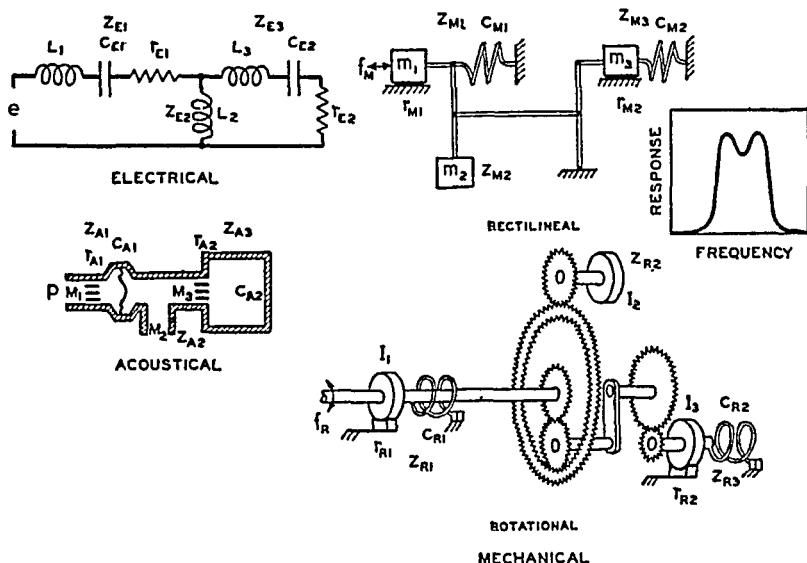 Z_E1
Z_E3
L_1
C_E1
r_E1
L_3
C_E2
e
Z_E2
L_2
r_E2
ELECTRICAL
Z_M1
C_M1
Z_M3
C_M2
f_M
m_1
m_3
r_M1
r_M2
m_2
Z_M2
RECTILINEAL
RESPONSE
FREQUENCY
Z_A1
r_A1
C_A1
r_A2
Z_A3
P
M_1
M_3
C_A2
M_2
Z_A2
ACOUSTICAL
Z_R2
I_2
I_1
f_R
r_R1
C_R1
Z_R1
I_3
C_R2
r_R2
Z_R3
ROTATIONAL
MECHANICAL